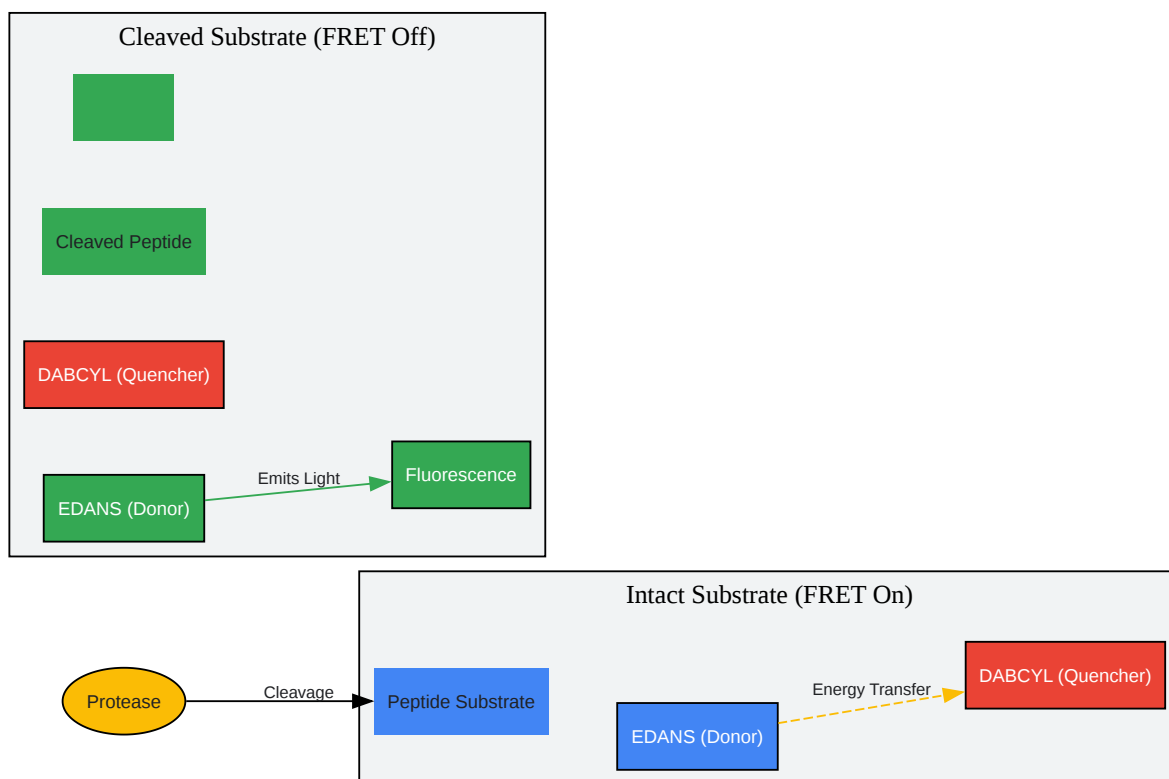 Cleaved Substrate (FRET Off)
Cleaved Peptide
DABCYL (Quencher)
EDANS (Donor)
Emits Light
Fluorescence
Intact Substrate (FRET On)
Protease
Cleavage
Peptide Substrate
EDANS (Donor)
Energy Transfer
DABCYL (Quencher)